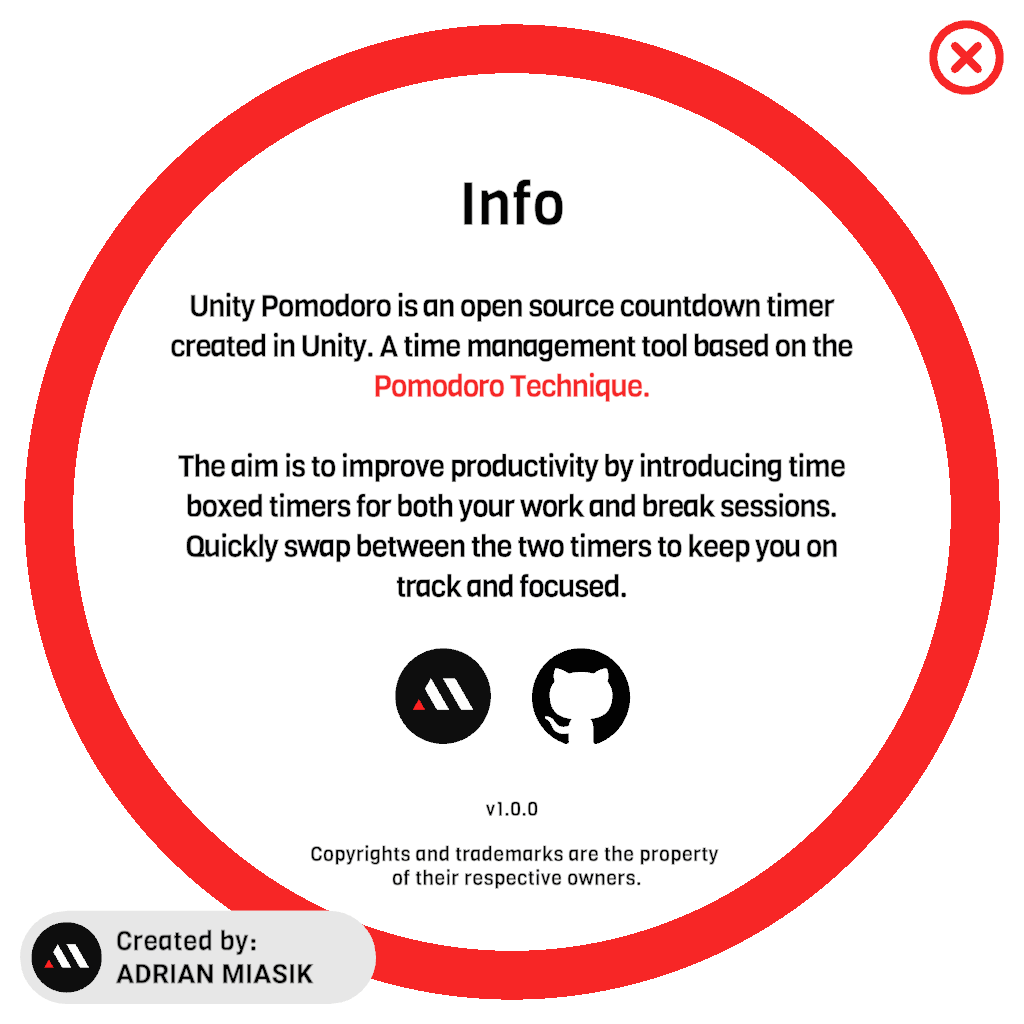 Info
Unity Pomodoro is an open source countdown timer
created in Unity. A time management tool based on the
Pomodoro Technique.
The aim is to improve productivity by introducing time
boxed timers for both your work and break sessions.
Quickly swap between the two timers to keep you on
track and focused.
v1.0.0
Copyrights and trademarks are the property
of their respective owners.
Created by:
ADRIAN MIASIK